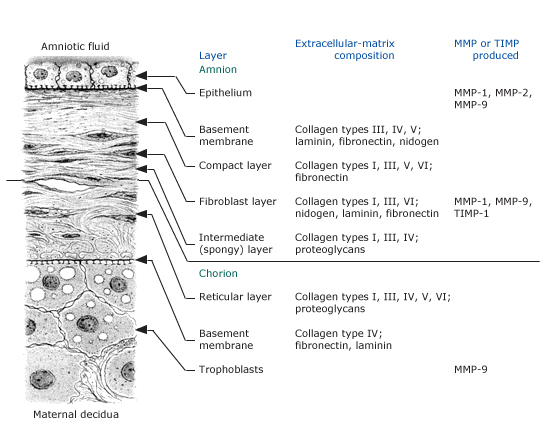 Amniotic fluid
Layer
Extracellular-matrix
composition
MMP or TIMP
produced
Amnion
Epithelium
MMP-1, MMP-2,
MMP-9
Basement
membrane
Collagen types III, IV, V;
laminin, fibronectin, nidogen
Compact layer
Collagen types I, III, V, VI;
fibronectin
Fibroblast layer
Collagen types I, III, VI;
nidogen, laminin, fibronectin
MMP-1, MMP-9,
TIMP-1
Intermediate
(spongy) layer
Collagen types I, III, IV;
proteoglycans
Chorion
Reticular layer
Collagen types I, III, IV, V, VI;
proteoglycans
Basement
membrane
Collagen type IV;
fibronectin, laminin
Trophoblasts
MMP-9
Maternal decidua